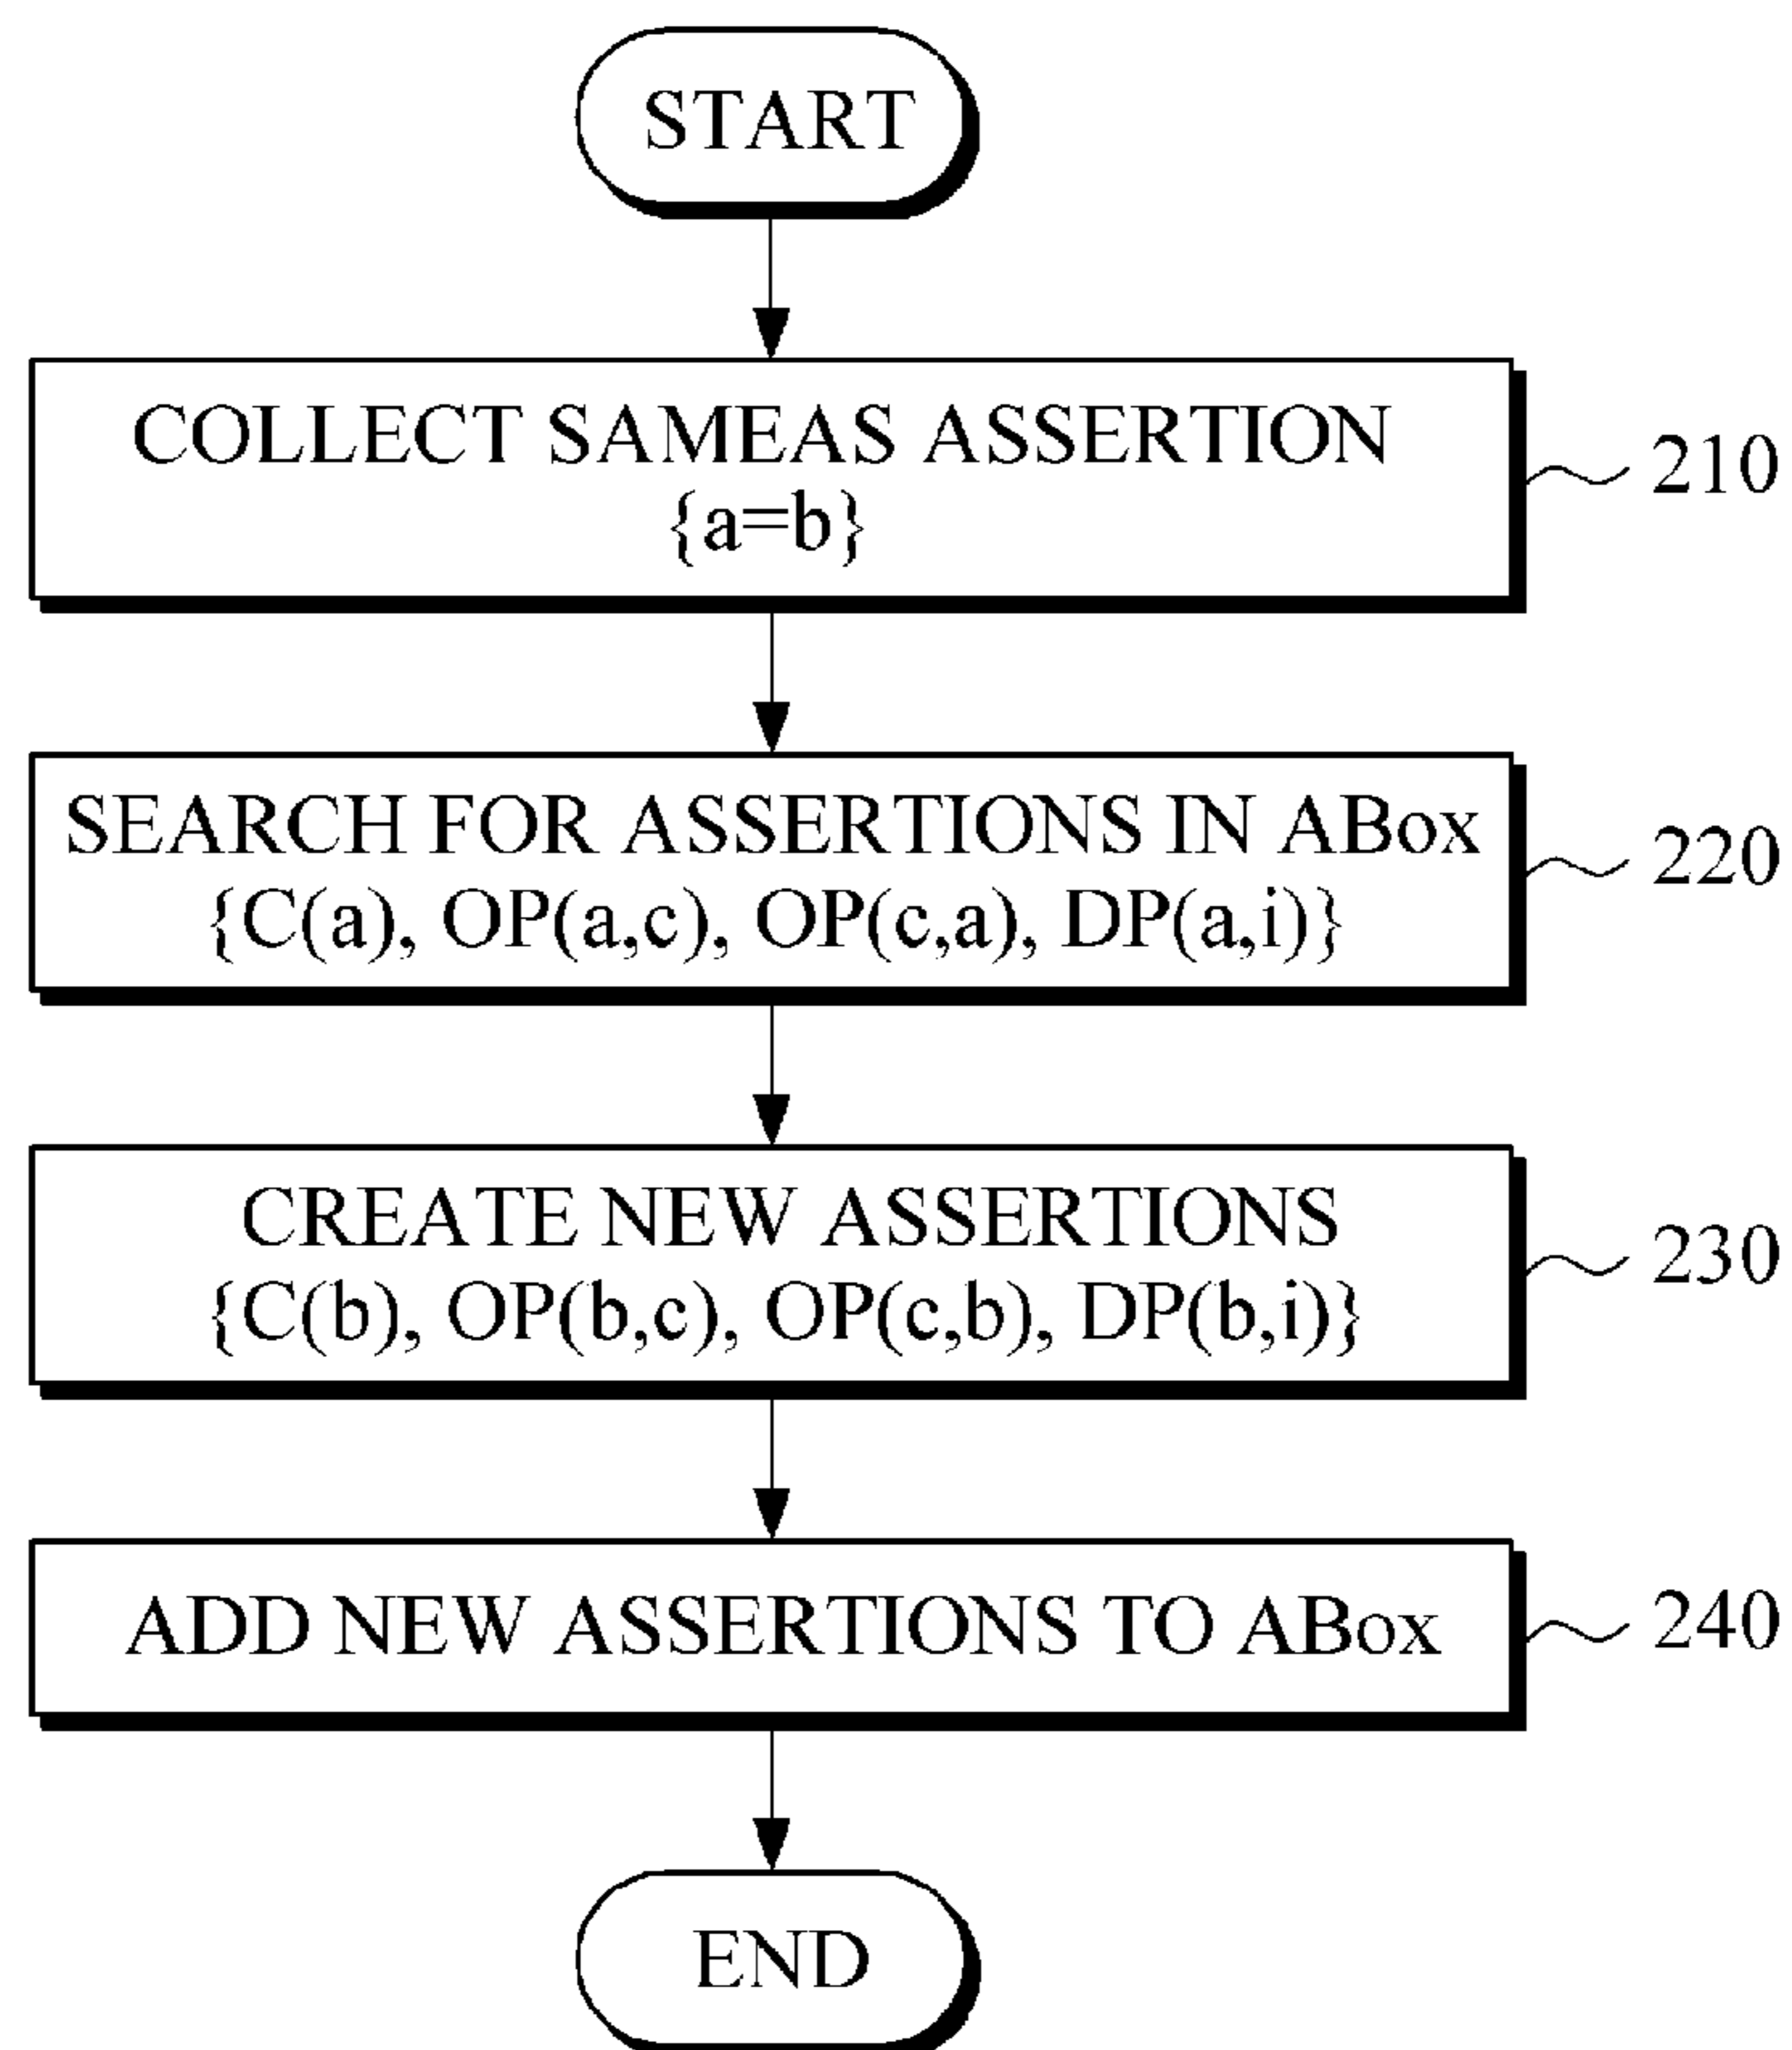 START
COLLECT SAMEAS ASSERTION
{a=b}
210
SEARCH FOR ASSERTIONS IN ABox
{C(a), OP(a,c), OP(c,a), DP(a,i)}
220
CREATE NEW ASSERTIONS
{C(b), OP(b,c), OP(c,b), DP(b,i)}
230
ADD NEW ASSERTIONS TO ABox
240
END